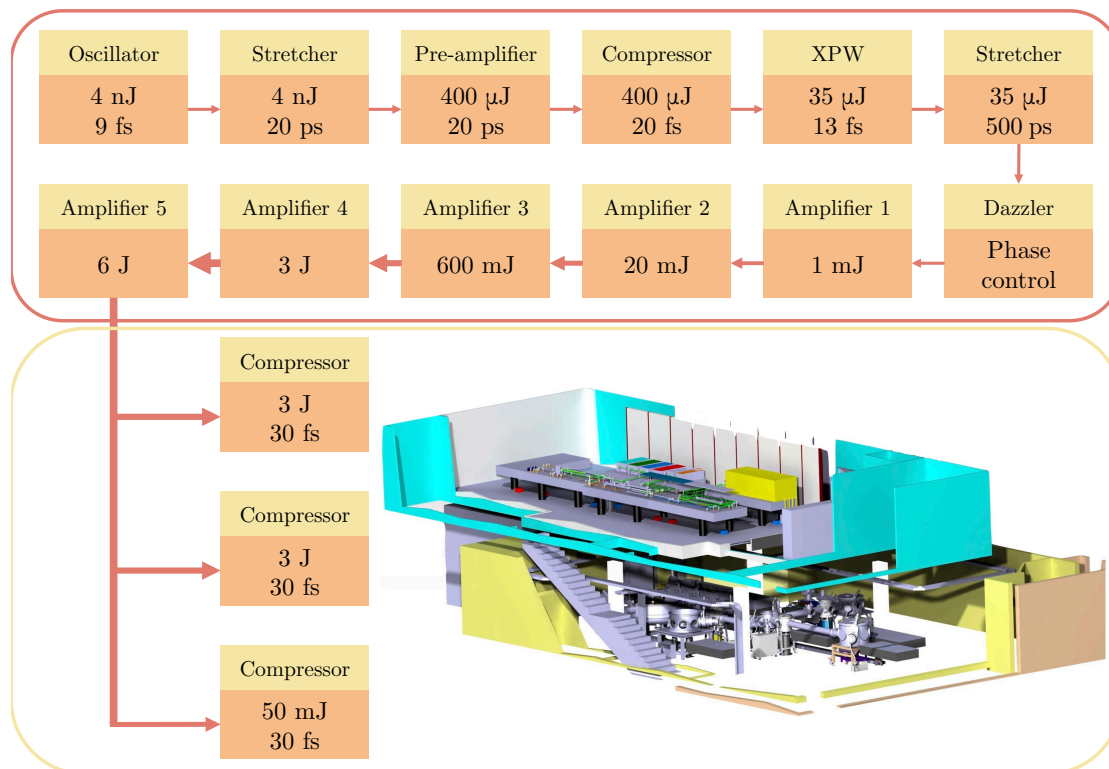 Oscillator
4 nJ
9 fs
Stretcher
4 nJ
20 ps
Pre-amplifier
400 μJ
20 ps
Compressor
400 μJ
20 fs
XPW
35 μJ
13 fs
Stretcher
35 μJ
500 ps
Dazzler
Phase
control
Amplifier 1
1 mJ
Amplifier 2
20 mJ
Amplifier 3
600 mJ
Amplifier 4
3 J
Amplifier 5
6 J
Compressor
3 J
30 fs
Compressor
3 J
30 fs
Compressor
50 mJ
30 fs